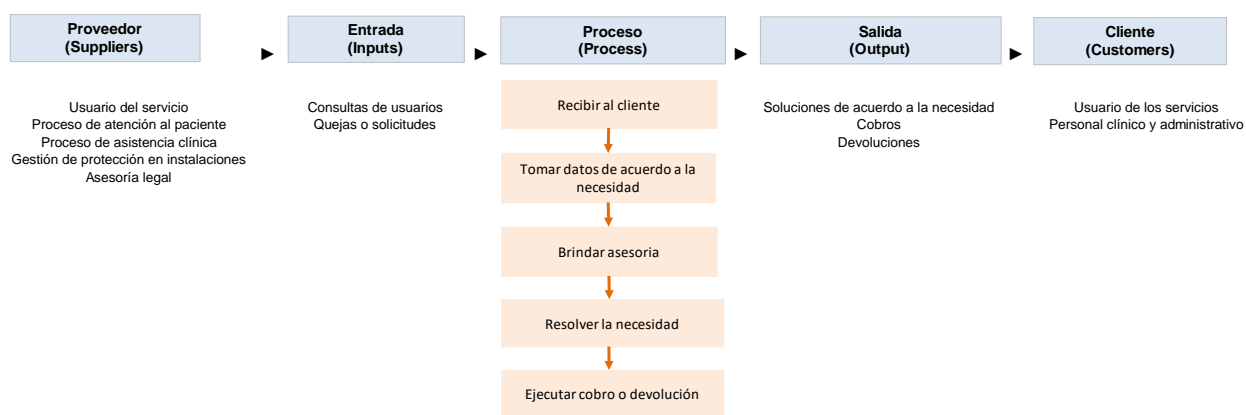 Proveedor
(Suppliers)
Entrada
(Inputs)
Proceso
(Process)
Salida
(Output)
Cliente
(Customers)
Usuario del servicio
Proceso de atención al paciente
Proceso de asistencia clínica
Gestión de protección en instalaciones
Asesoría legal
Consultas de usuarios
Quejas o solicitudes
Recibir al cliente
Tomar datos de acuerdo a la
necesidad
Brindar asesoria
Resolver la necesidad
Ejecutar cobro o devolución
Soluciones de acuerdo a la necesidad
Cobros
Devoluciones
Usuario de los servicios
Personal clínico y administrativo